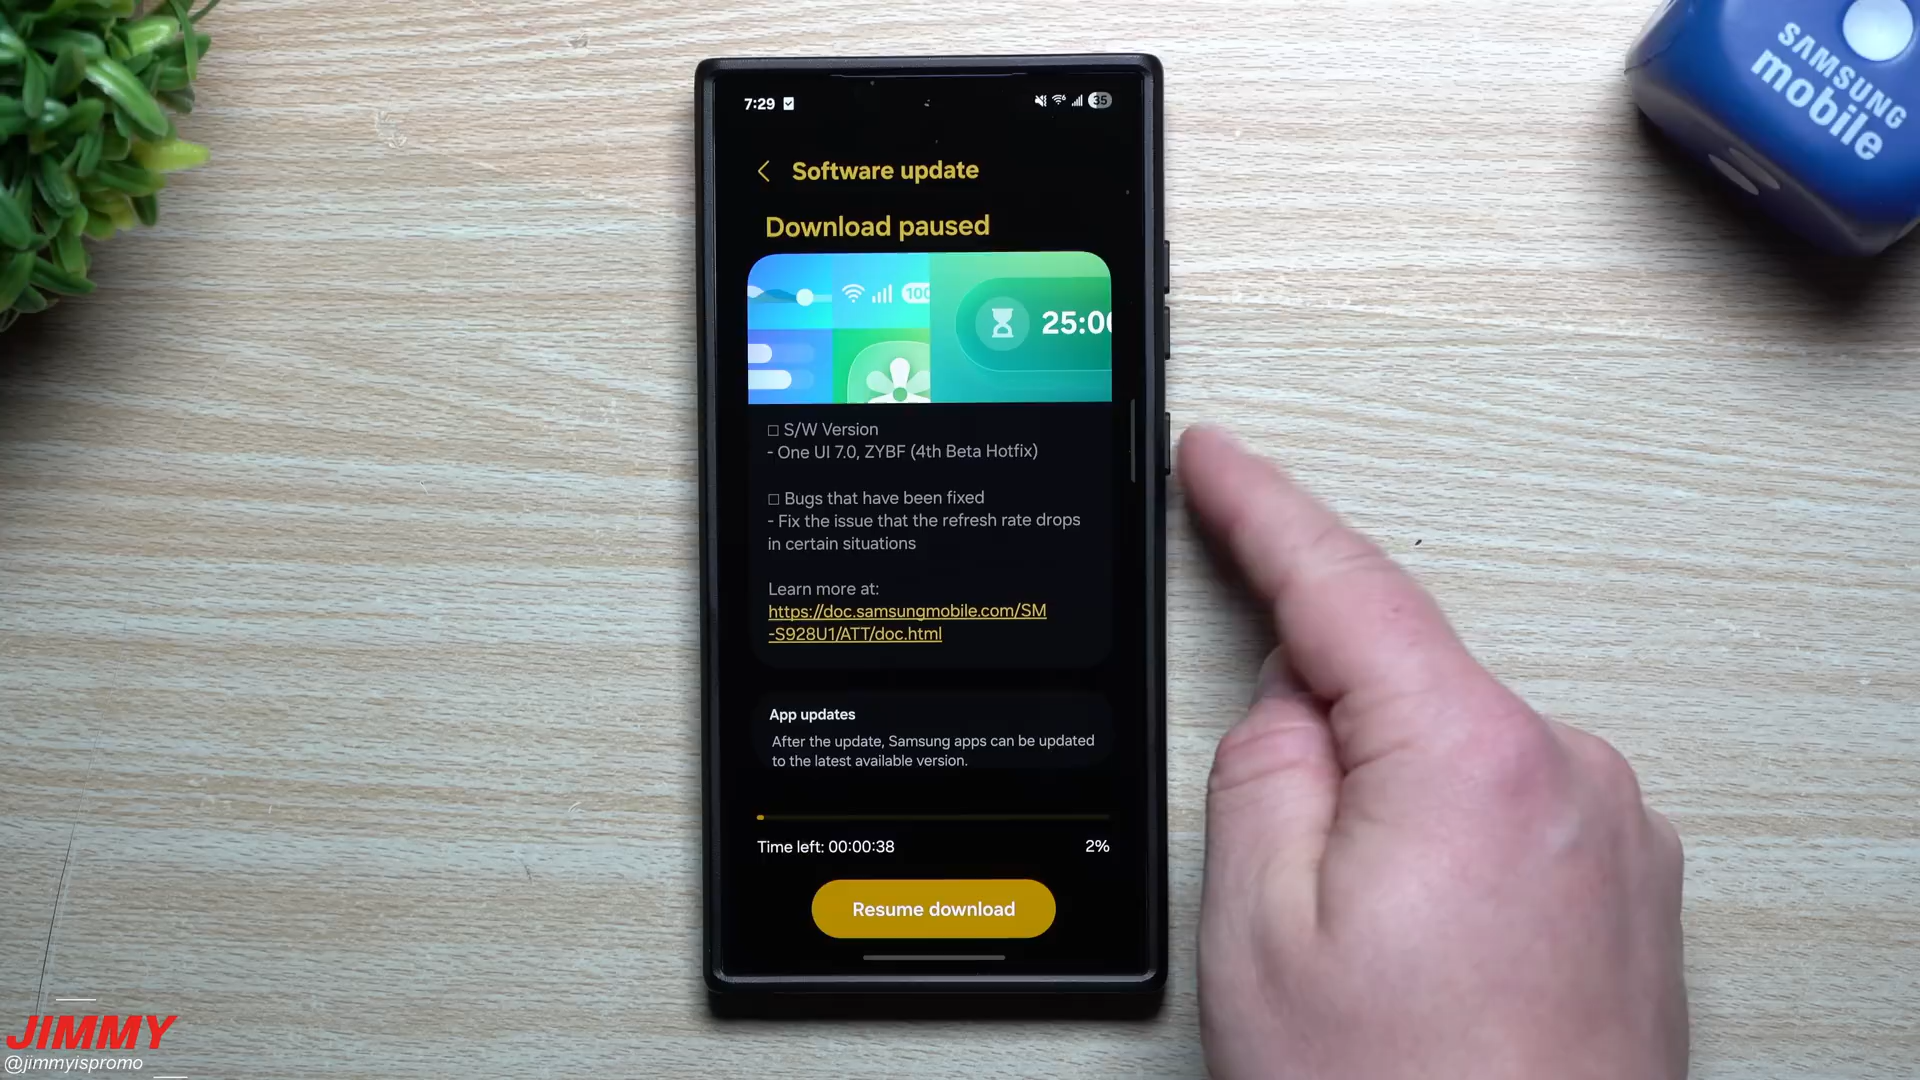 SAMSUNG
mobile
7:29
35
Software update
Download paused
100
25:00
□ S/W Version
- One UI 7.0, ZYBF (4th Beta Hotfix)
□ Bugs that have been fixed
- Fix the issue that the refresh rate drops
in certain situations
Learn more at:
https://doc.samsungmobile.com/SM
-S928U1/ATT/doc.html
App updates
After the update, Samsung apps can be updated
to the latest available version.
Time left: 00:00:38
2%
Resume download
JIMMY
@jimmyispromo